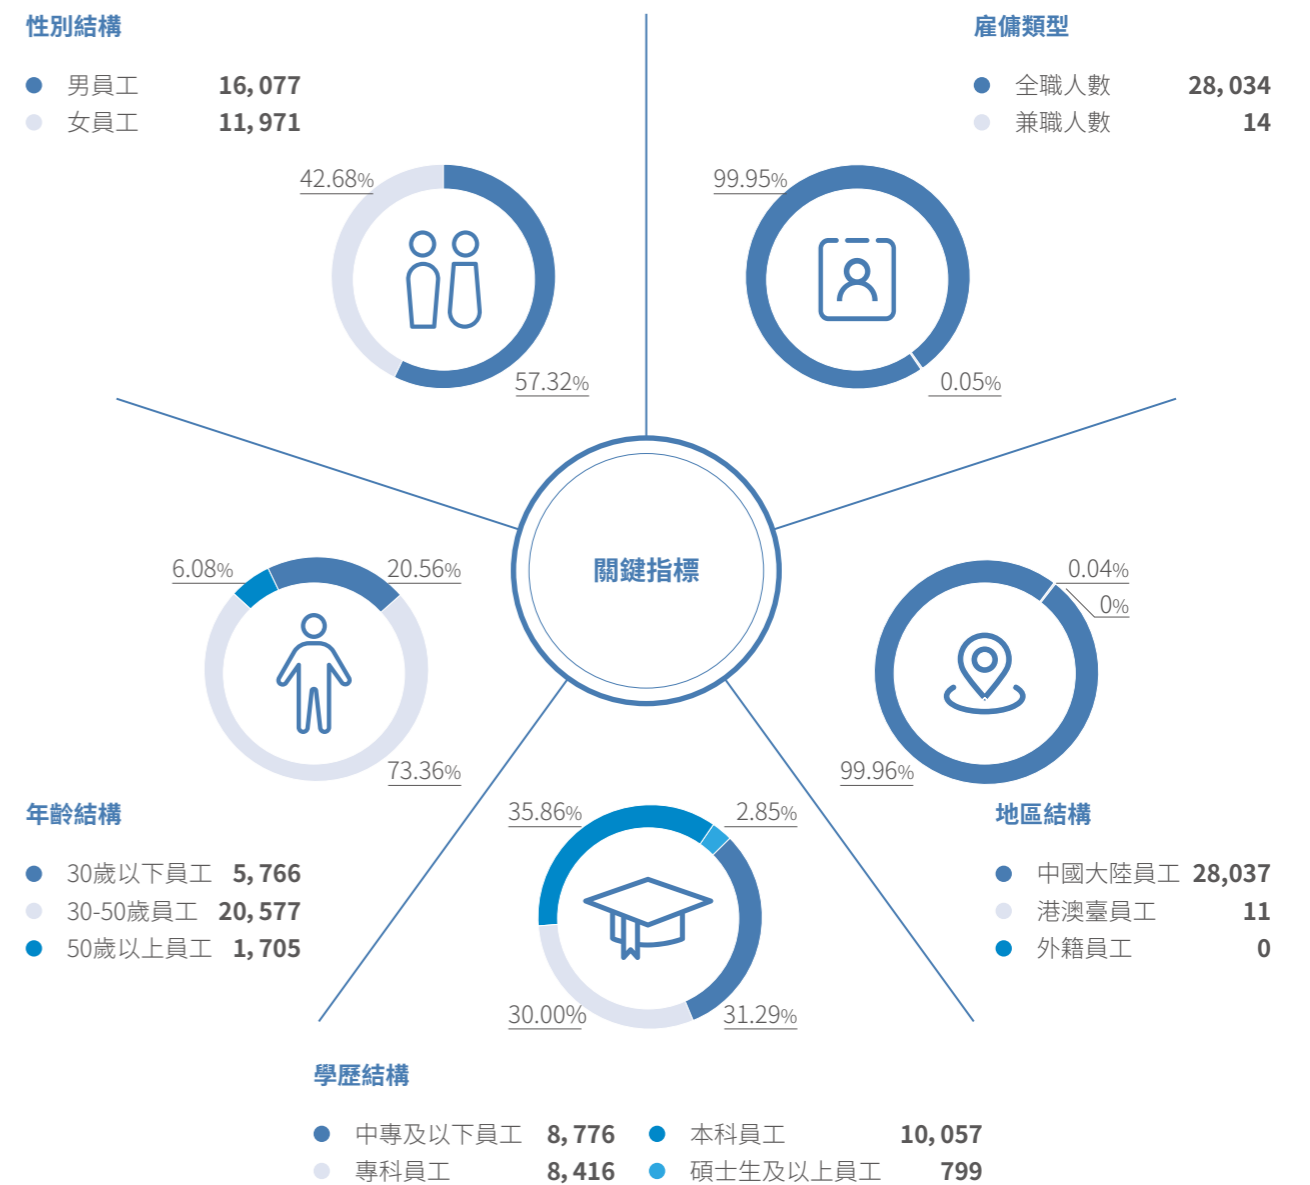 性別結構
男員工 16,077
女員工 11,971
42.68%
57.32%
雇傭類型
全職人數 28,034
兼職人數 14
99.95%
0.05%
關鍵指標
6.08%
20.56%
73.36%
年齡結構
30歲以下員工 5,766
30-50歲員工 20,577
50歲以上員工 1,705
0.04%
0%
99.96%
地區結構
中國大陸員工 28,037
港澳臺員工 11
外籍員工 0
35.86%
2.85%
30.00%
31.29%
學歷結構
中專及以下員工 8,776
專科員工 8,416
本科員工 10,057
碩士生及以上員工 799